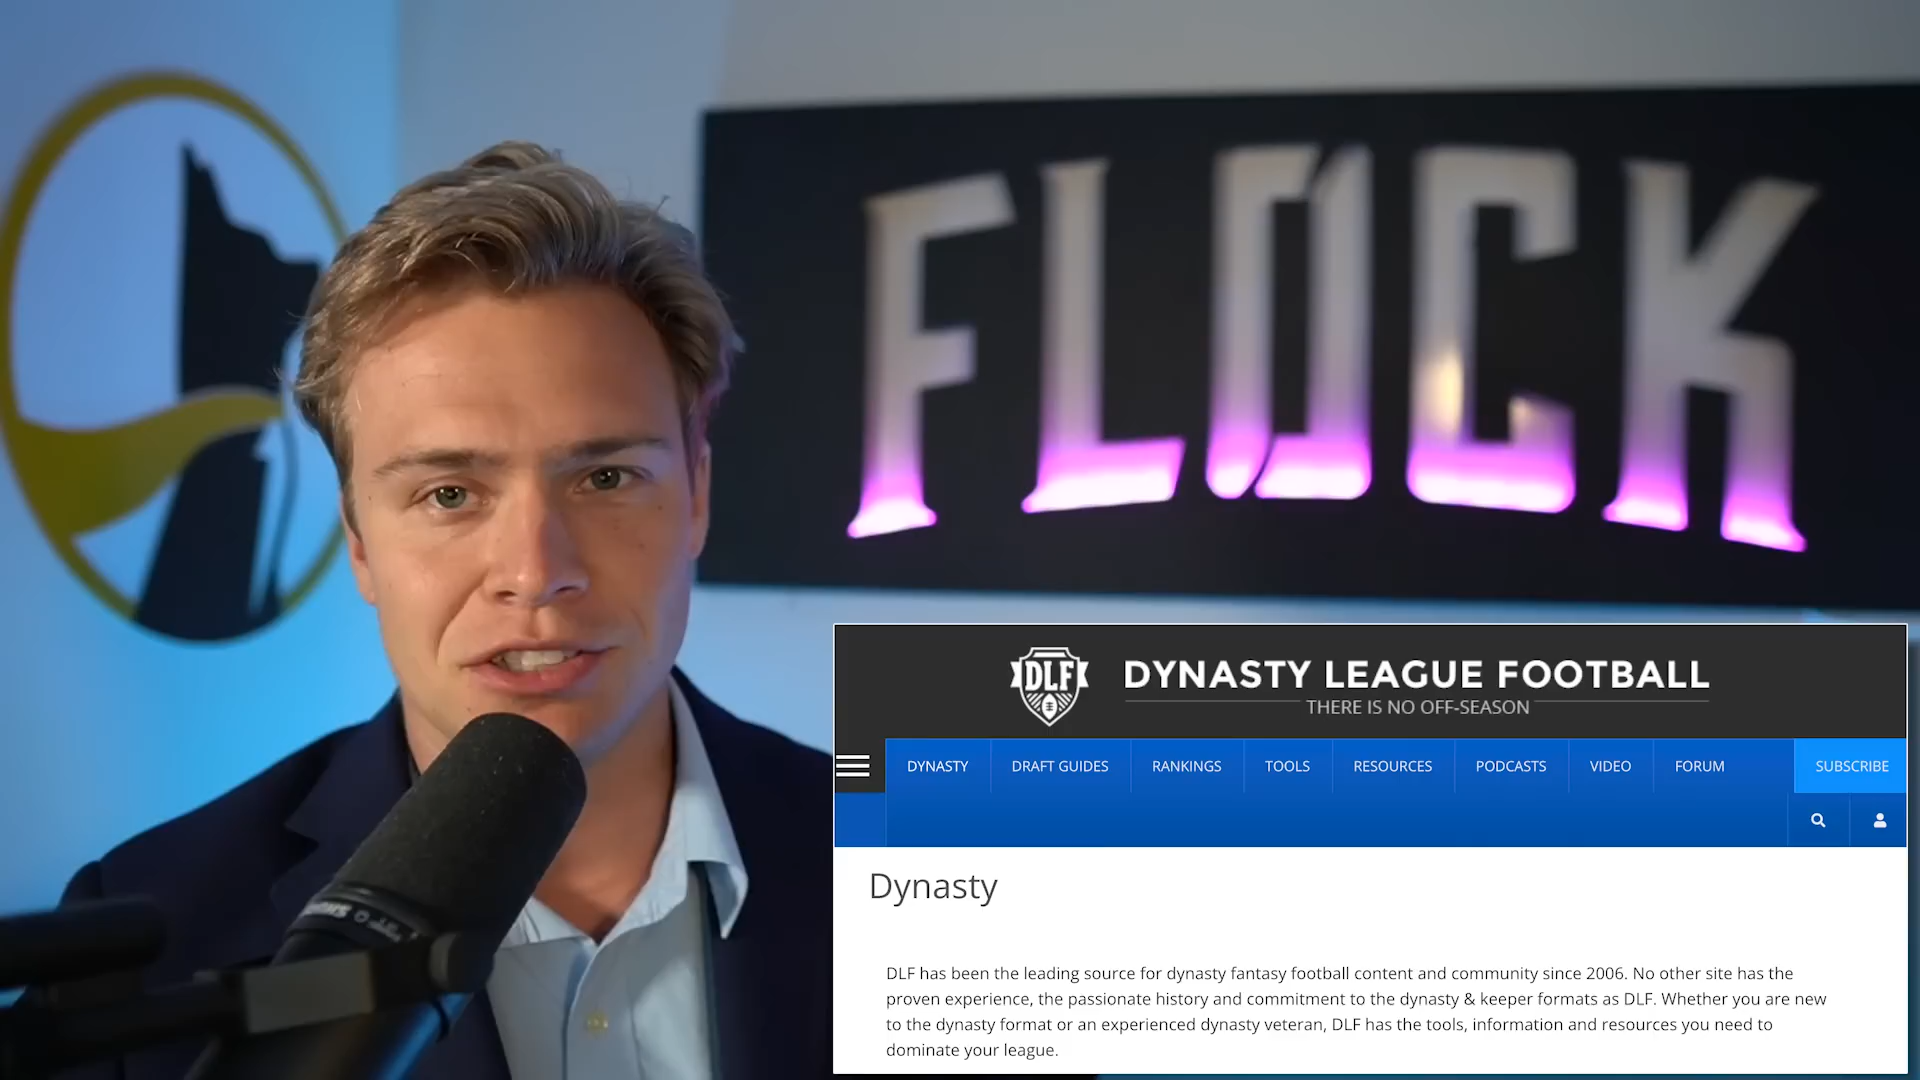 FLOCK
DLF
DYNASTY LEAGUE FOOTBALL
THERE IS NO OFF-SEASON
DYNASTY DRAFT GUIDES RANKINGS TOOLS RESOURCES PODCASTS VIDEO FORUM SUBSCRIBE
Dynasty
DLF has been the leading source for dynasty fantasy football content and community since 2006. No other site has the
proven experience, the passionate history and commitment to the dynasty & keeper formats as DLF. Whether you are new
to the dynasty format or an experienced dynasty veteran, DLF has the tools, information and resources you need to
dominate your league.